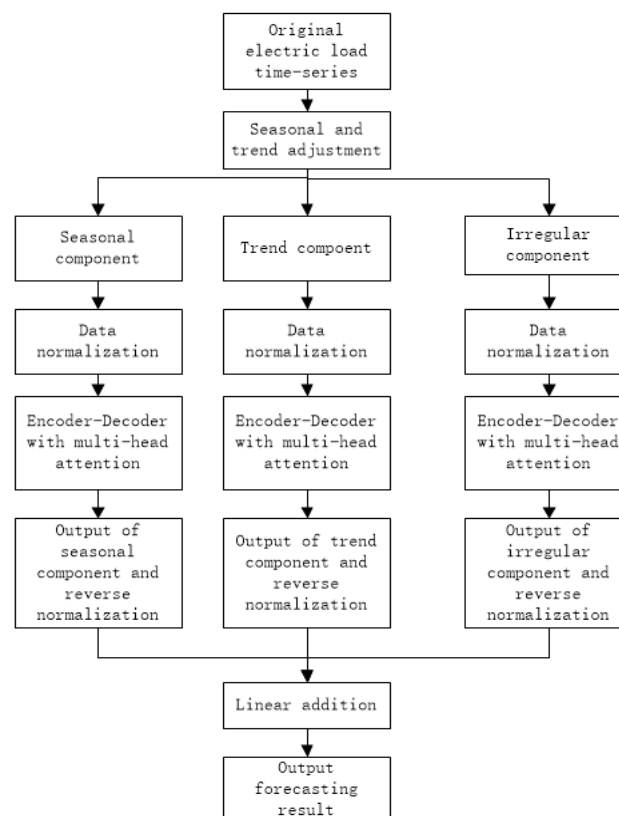 Original
electric load
time-series
Seasonal and
trend adjustment
Seasonal
component
Trend compoent
Irregular
component
Data
normalization
Data
normalization
Data
normalization
Encoder-Decoder
with multi-head
attention
Encoder-Decoder
with multi-head
attention
Encoder-Decoder
with multi-head
attention
Output of
seasonal
component and
reverse
normalization
Output of trend
component and
reverse
normalization
Output of
irregular
component and
reverse
normalization
Linear addition
Output
forecasting
result